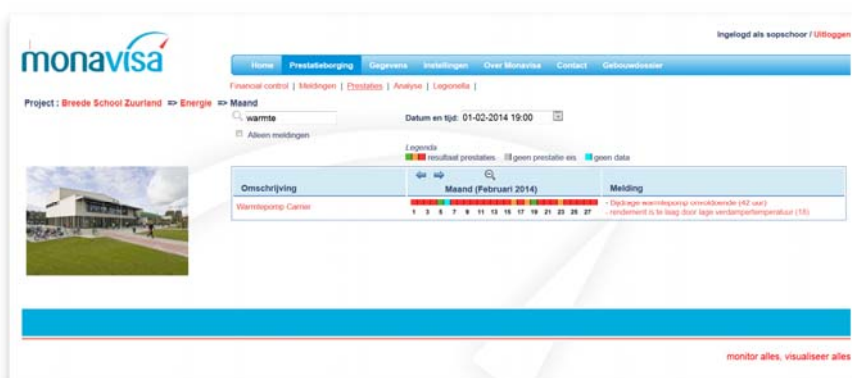 monavisa
Ingelogd als sopschoor / Uitloggen
Home Prestatieborging Gegevens Instellingen Over Monavisa Contact Gebouwdossier
Financial control | Meldingen | Prestaties | Analyse | Legionella |
Project : Breede School Zuurland => Energie => Maand
warmte
Datum en tijd: 01-02-2014 19:00
Alleen meldingen
Legenda
resultaat prestaties geen prestatie eis geen data
Omschrijving Maand (Februari 2014) Melding
Warmtepomp Carrier
- Bijdrage warmtepomp onvoldoende (42 uur)
- rendement is te laag door lage verdampertemperatuur (18)
1 3 5 7 9 11 13 15 17 19 21 23 25 27
monitor alles, visualiseer alles